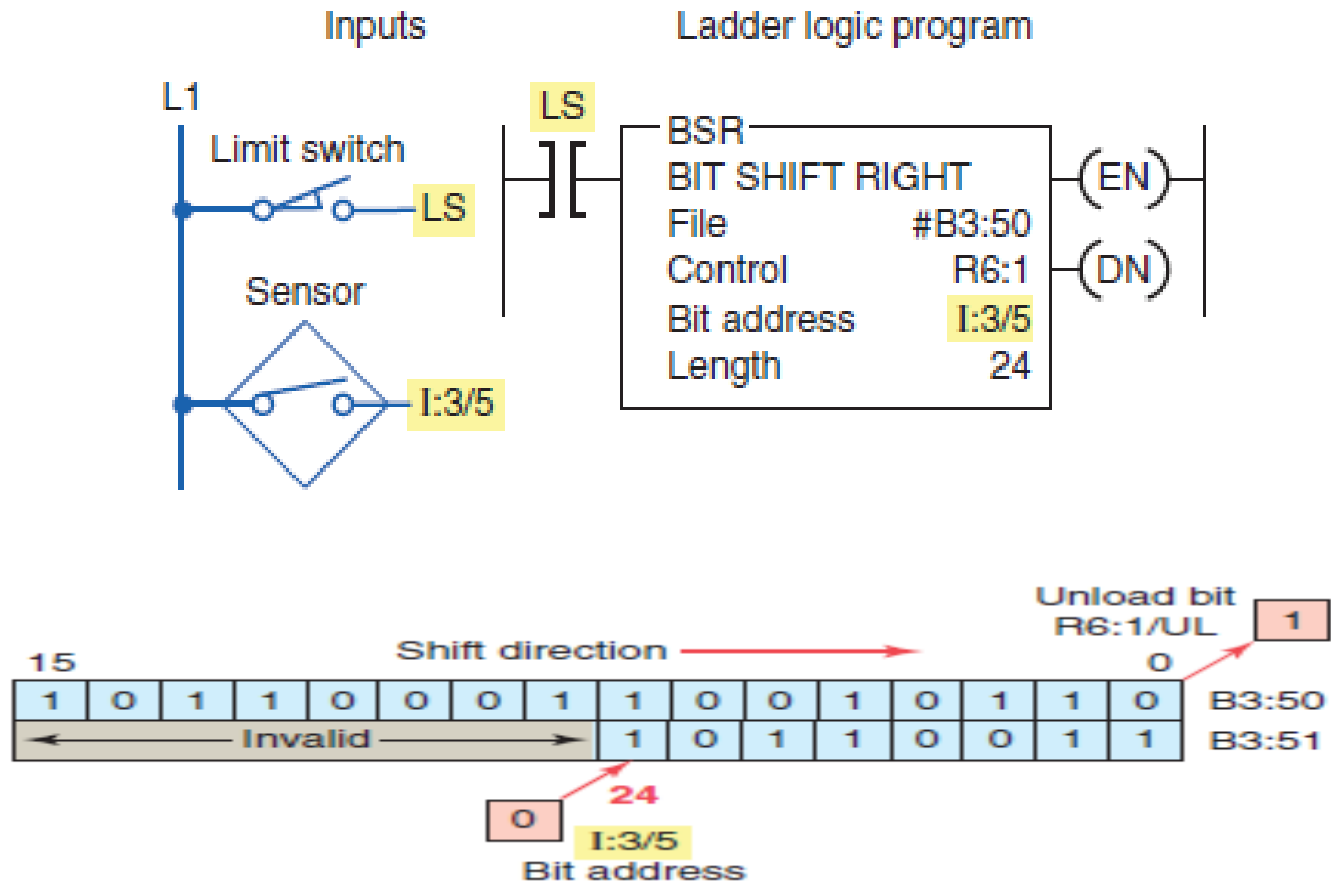 Inputs
Ladder logic program
L1
Limit switch
LS
Sensor
I:3/5
LS
BSR
BIT SHIFT RIGHT
File #B3:50
Control R6:1
Bit address I:3/5
Length 24
(EN)
(DN)
Unload bit
R6:1/UL 1
15 Shift direction 0
1 0 1 1 0 0 0 1 1 0 0 1 0 1 1 0 B3:50
Invalid 1 0 1 1 0 0 1 1 B3:51
24
0
I:3/5
Bit address